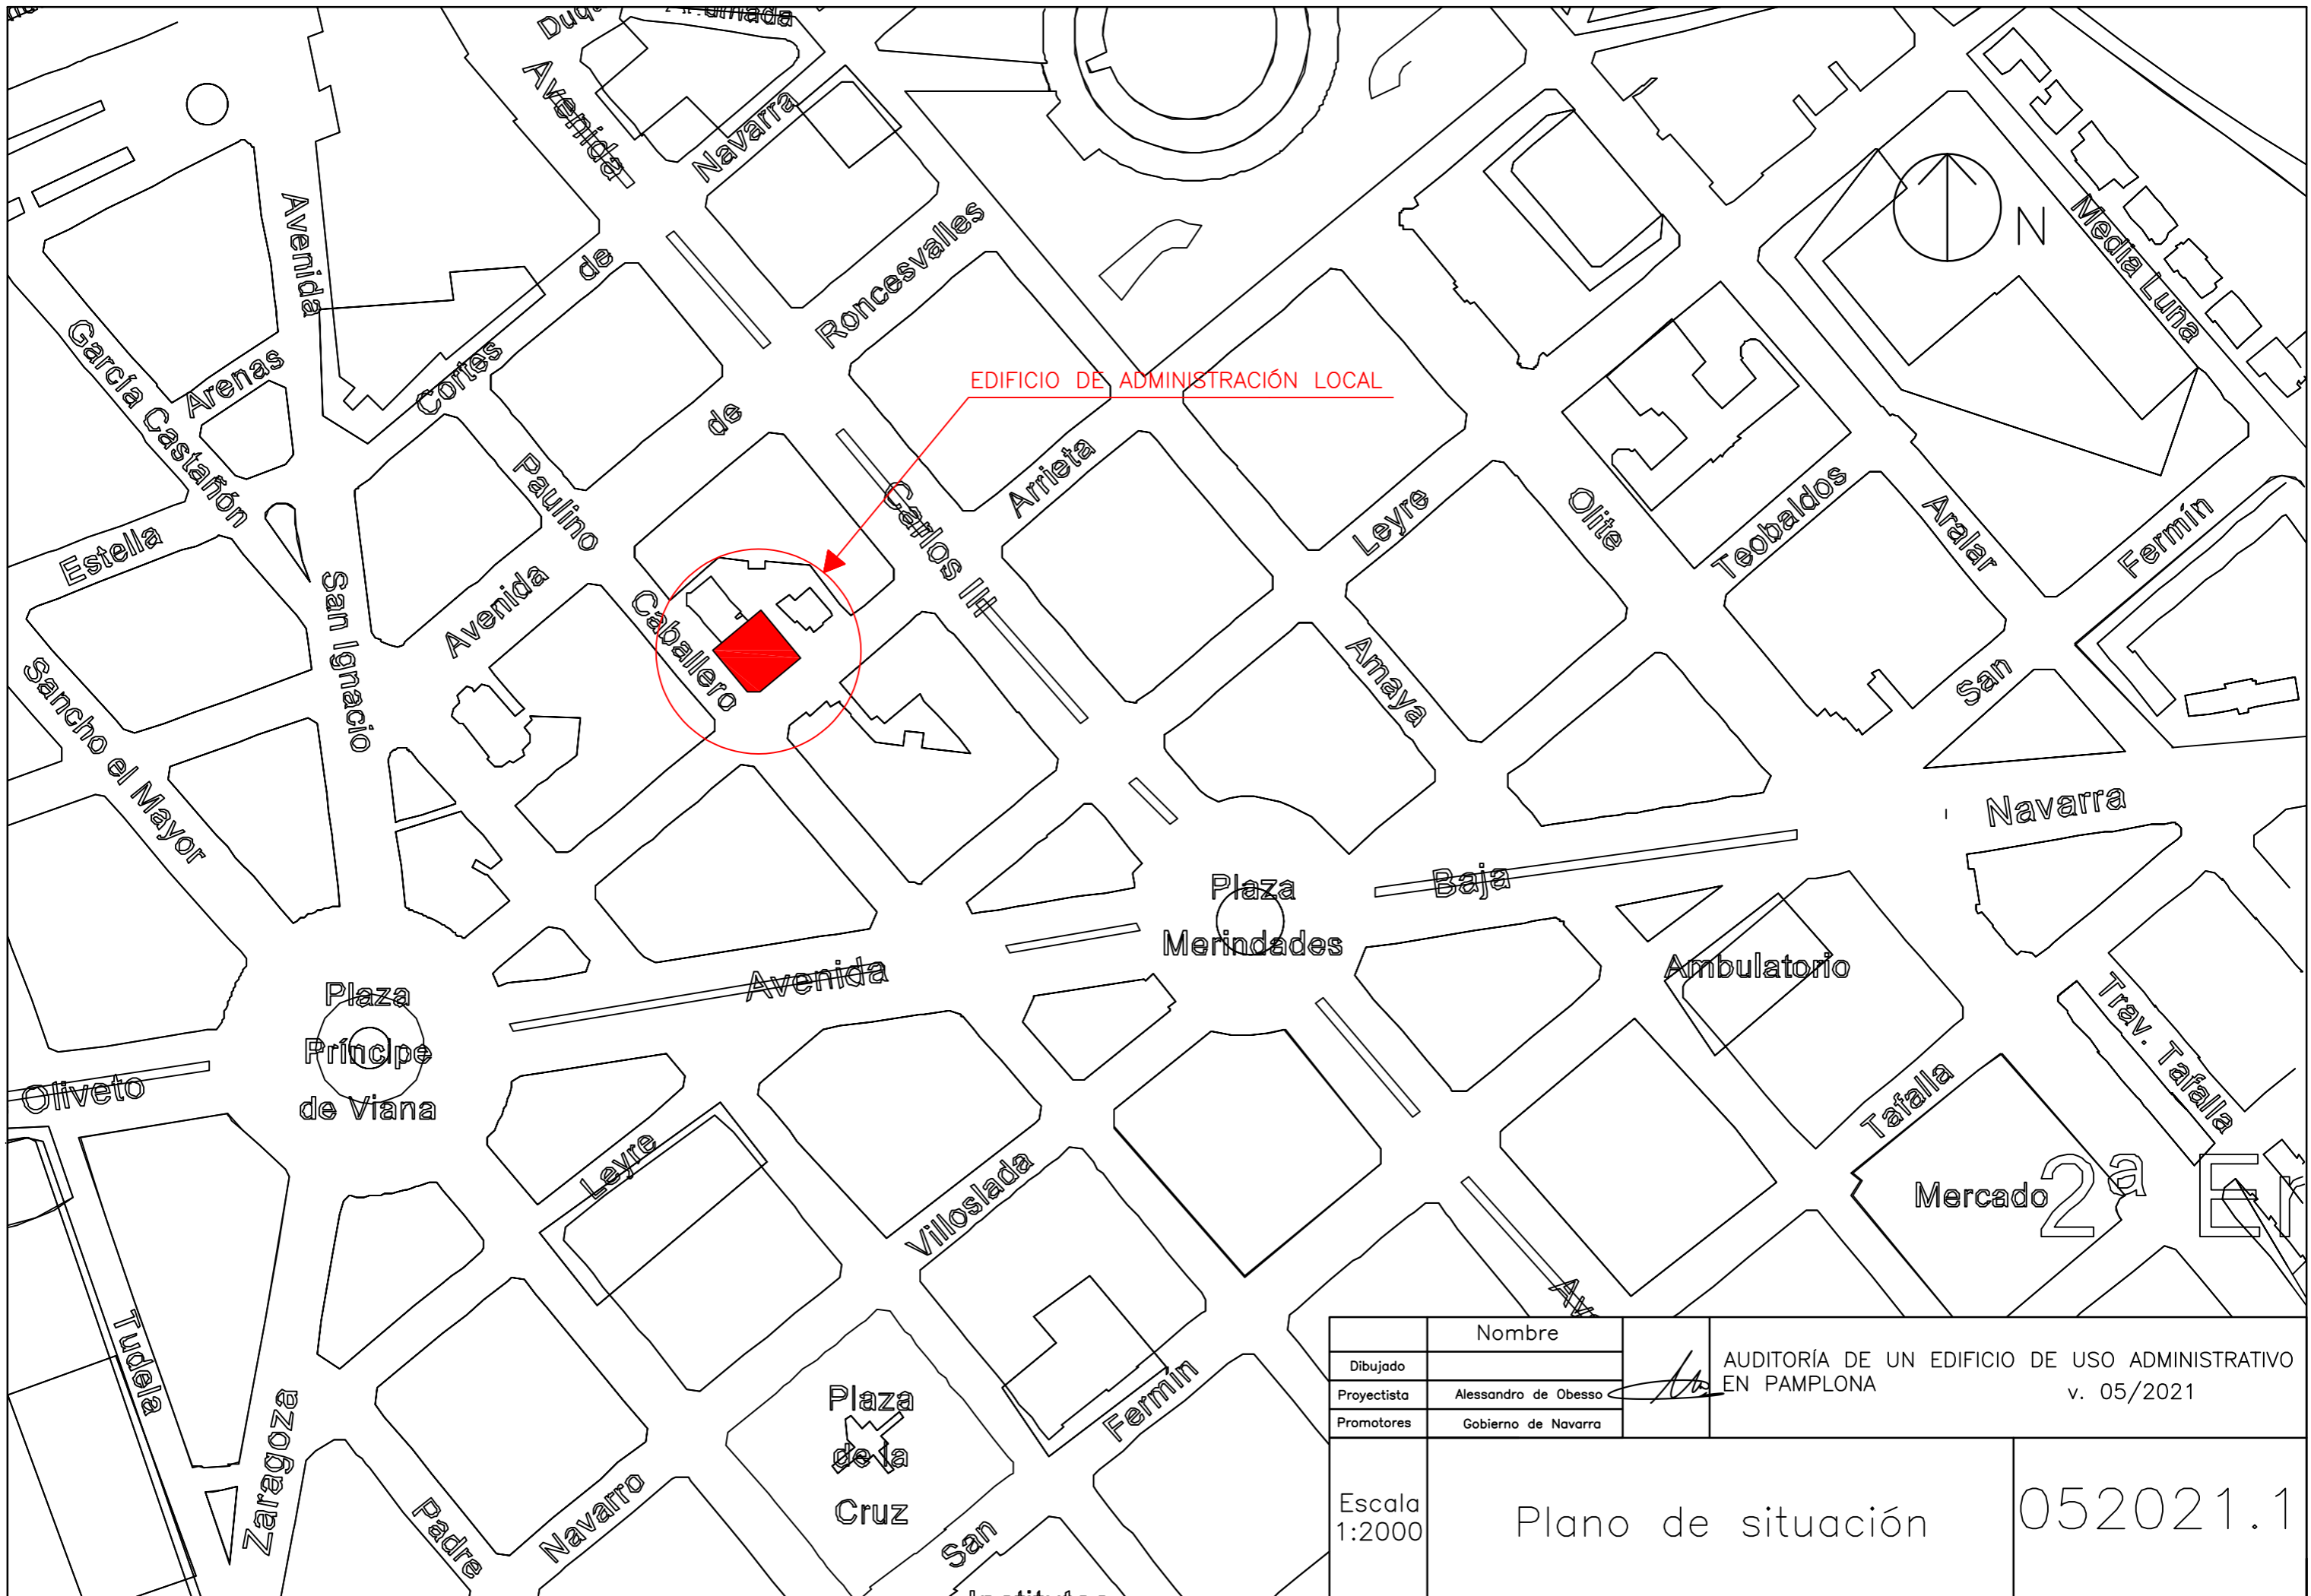 Avenida
Navarra
Avenida
de
Roncesvalles
Media Luna
N
García Castañón
Arenas
Cortes
de
EDIFICIO DE ADMINISTRACIÓN LOCAL
Paulino
Carlos III
Arrieta
Leyre
Olite
Teobaldos
Aralar
Fermín
Estella
San Ignacio
Avenida
Caballero
Amaya
San
Sancho el Mayor
Navarra
Baja
Plaza
Merindades
Ambulatorio
Avenida
Plaza
Príncipe
de Viana
Oliveto
Trav. Tafalla
Tafalla
Leyre
Villoslada
Mercado
2ª
Tudela
Zaragoza
Plaza
de la
Cruz
Fermín
Padre
Navarro
San
Nombre
Dibujado
Proyectista Alessandro de Obesso
Promotores Gobierno de Navarra
AUDITORÍA DE UN EDIFICIO DE USO ADMINISTRATIVO
EN PAMPLONA
v. 05/2021
Escala
1:2000
Plano de situación
052021.1